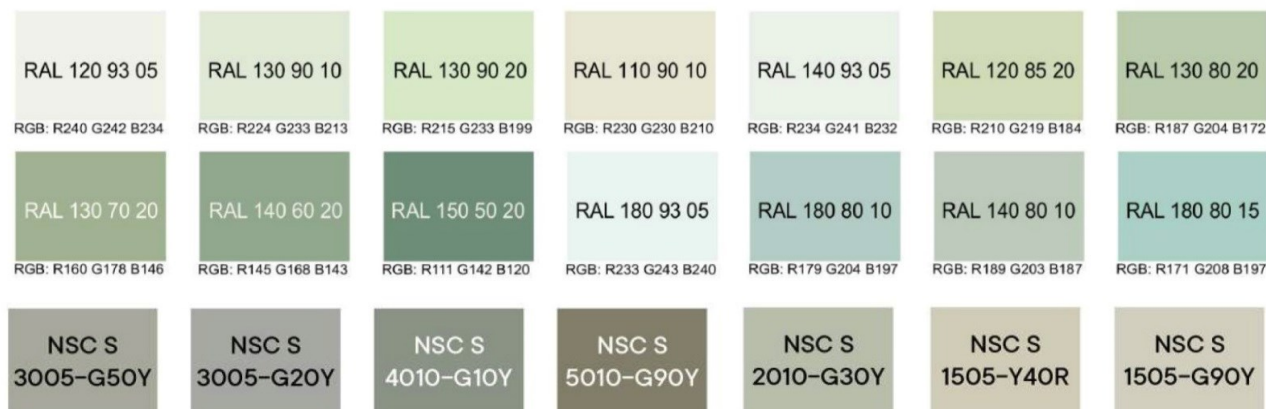 RAL 120 93 05
RAL 130 90 10
RAL 130 90 20
RAL 110 90 10
RAL 140 93 05
RAL 120 85 20
RAL 130 80 20
RGB: R240 G242 B234
RGB: R224 G233 B213
RGB: R215 G233 B199
RGB: R230 G230 B210
RGB: R234 G241 B232
RGB: R210 G219 B184
RGB: R187 G204 B172
RAL 130 70 20
RAL 140 60 20
RAL 150 50 20
RAL 180 93 05
RAL 180 80 10
RAL 140 80 10
RAL 180 80 15
RGB: R160 G178 B146
RGB: R145 G168 B143
RGB: R111 G142 B120
RGB: R233 G243 B240
RGB: R179 G204 B197
RGB: R189 G203 B187
RGB: R171 G208 B197
NSC S
3005-G50Y
NSC S
3005-G20Y
NSC S
4010-G10Y
NSC S
5010-G90Y
NSC S
2010-G30Y
NSC S
1505-Y40R
NSC S
1505-G90Y